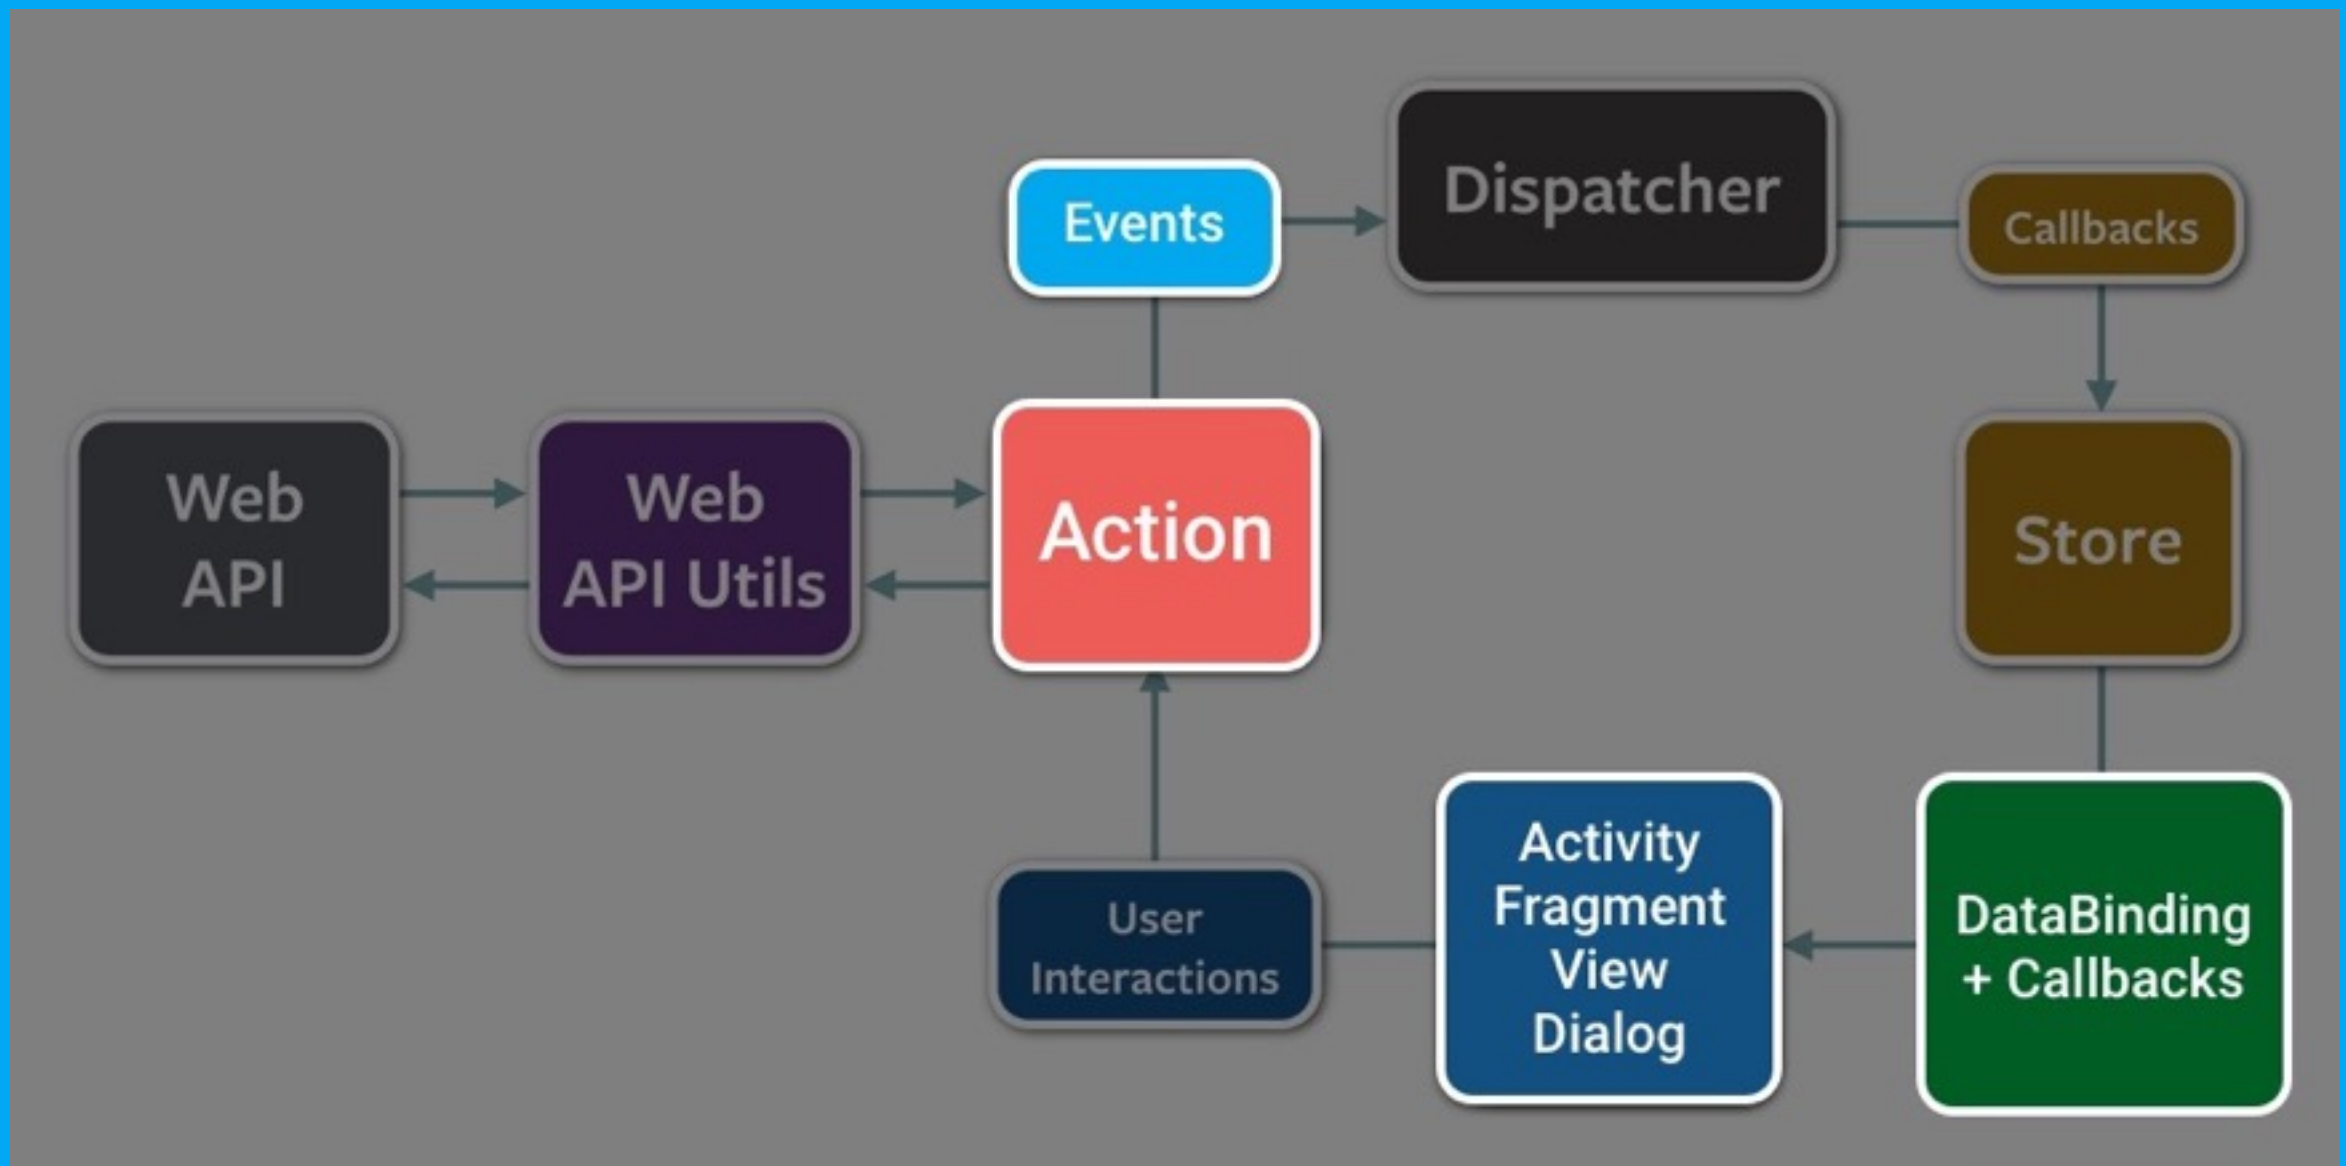 Events
Dispatcher
Callbacks
Web
API
Web
API Utils
Action
Store
User
Interactions
Activity
Fragment
View
Dialog
DataBinding
+ Callbacks